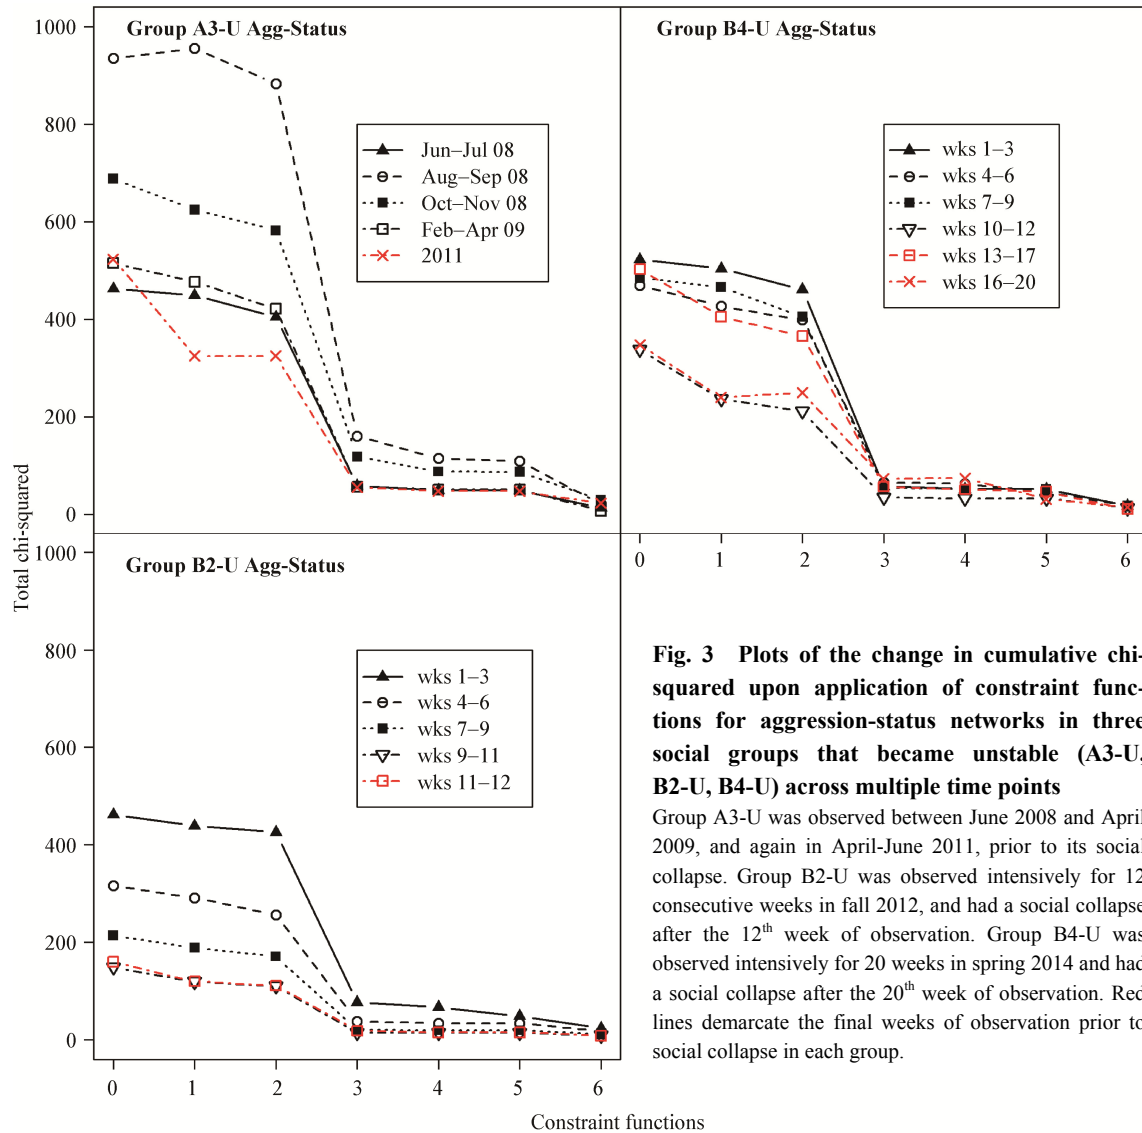 Group A3-U Agg-Status
1000
800
600
400
200
0
Jun–Jul 08
Aug–Sep 08
Oct–Nov 08
Feb–Apr 09
2011
Group B4-U Agg-Status
wks 1–3
wks 4–6
wks 7–9
wks 10–12
wks 13–17
wks 16–20
0 1 2 3 4 5 6
Total chi-squared
Group B2-U Agg-Status
1000
800
600
400
200
0
wks 1–3
wks 4–6
wks 7–9
wks 9–11
wks 11–12
0 1 2 3 4 5 6
Constraint functions
Fig. 3 Plots of the change in cumulative chi-
squared upon application of constraint func-
tions for aggression-status networks in three
social groups that became unstable (A3-U,
B2-U, B4-U) across multiple time points
Group A3-U was observed between June 2008 and April
2009, and again in April-June 2011, prior to its social
collapse. Group B2-U was observed intensively for 12
consecutive weeks in fall 2012, and had a social collapse
after the 12th week of observation. Group B4-U was
observed intensively for 20 weeks in spring 2014 and had
a social collapse after the 20th week of observation. Red
lines demarcate the final weeks of observation prior to
social collapse in each group.